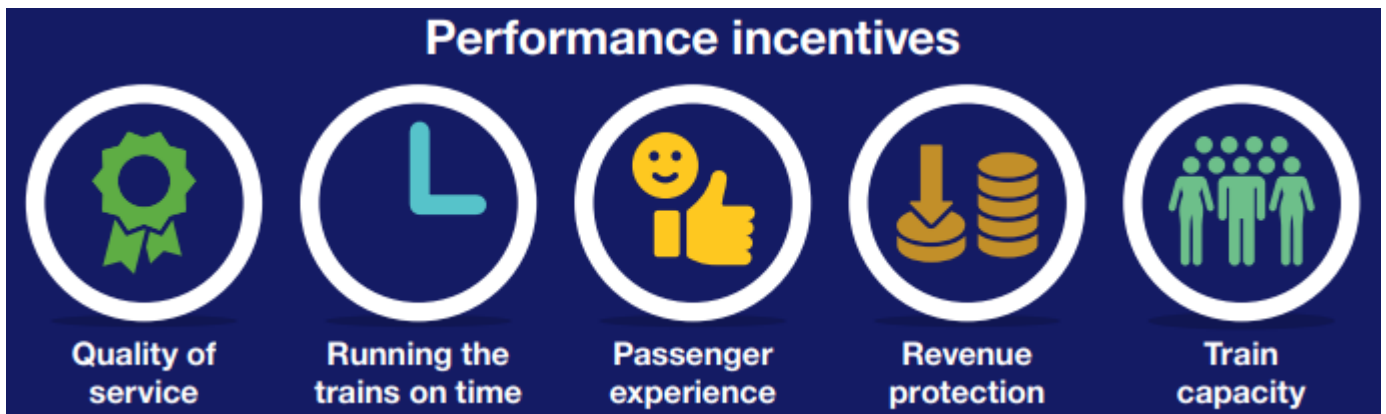 Performance incentives
Quality of
service
Running the
trains on time
Passenger
experience
Revenue
protection
Train
capacity